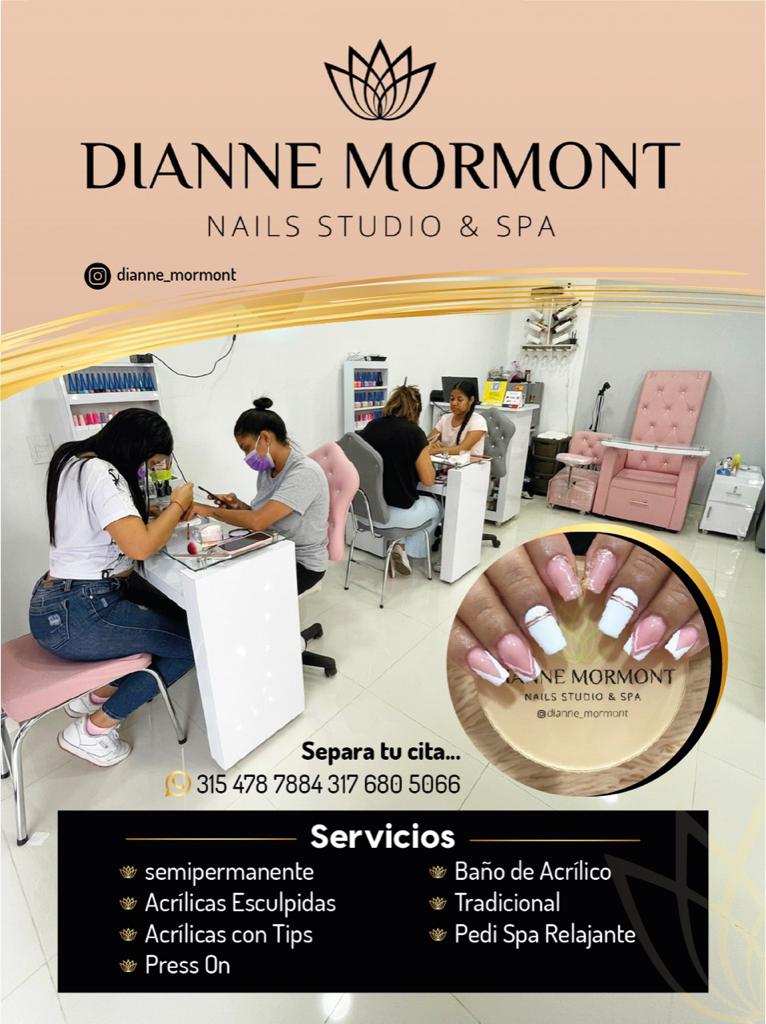 DIANNE MORMONT
NAILS STUDIO & SPA
dianne_mormont
NNE MORMONT
NAILS STUDIO & SPA
@dianne_mormont
Separa tu cita...
315 478 7884 317 680 5066
Servicios
semipermanente
Acrílicas Esculpidas
Acrílicas con Tips
Press On
Baño de Acrílico
Tradicional
Pedi Spa Relajante